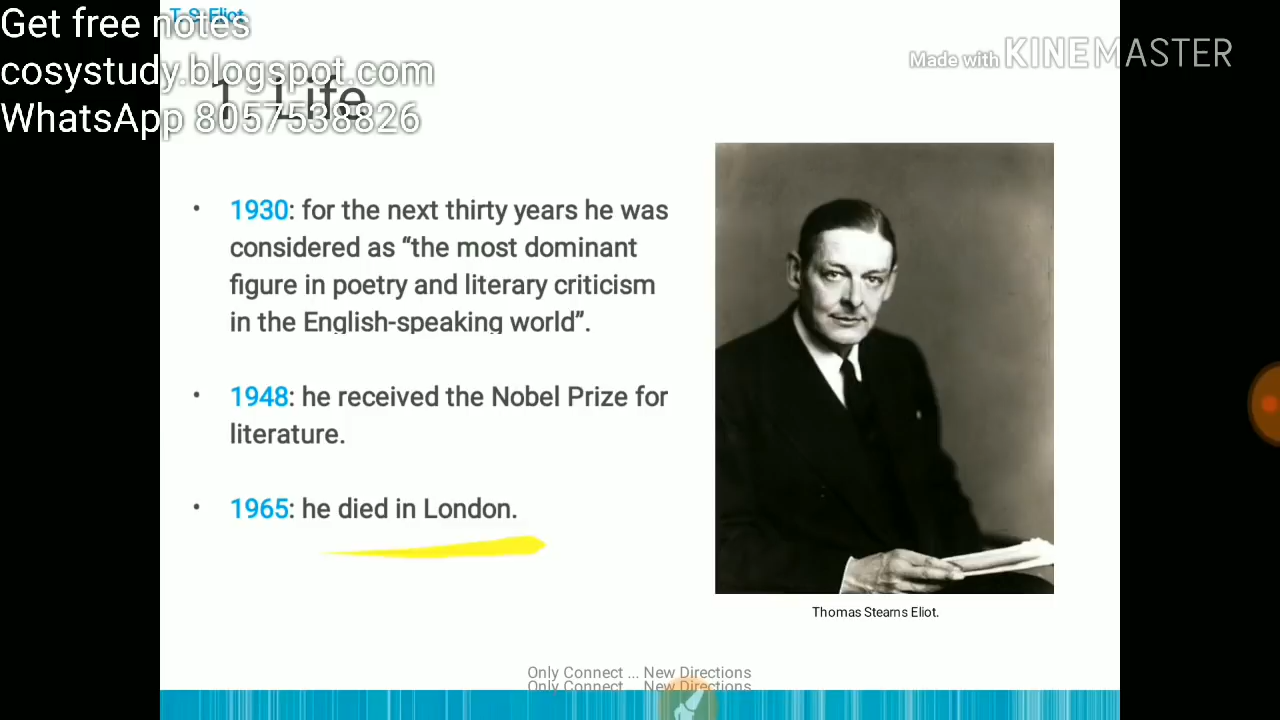 T. S. Eliot
Get free notes
cosystudy.blogspot.com
WhatsApp 8057538826
Made with KINEMASTER
1. Life
• 1930: for the next thirty years he was
considered as “the most dominant
figure in poetry and literary criticism
in the English-speaking world”.
• 1948: he received the Nobel Prize for
literature.
• 1965: he died in London.
Thomas Stearns Eliot.
Only Connect ... New Directions
Only Connect ... New Directions